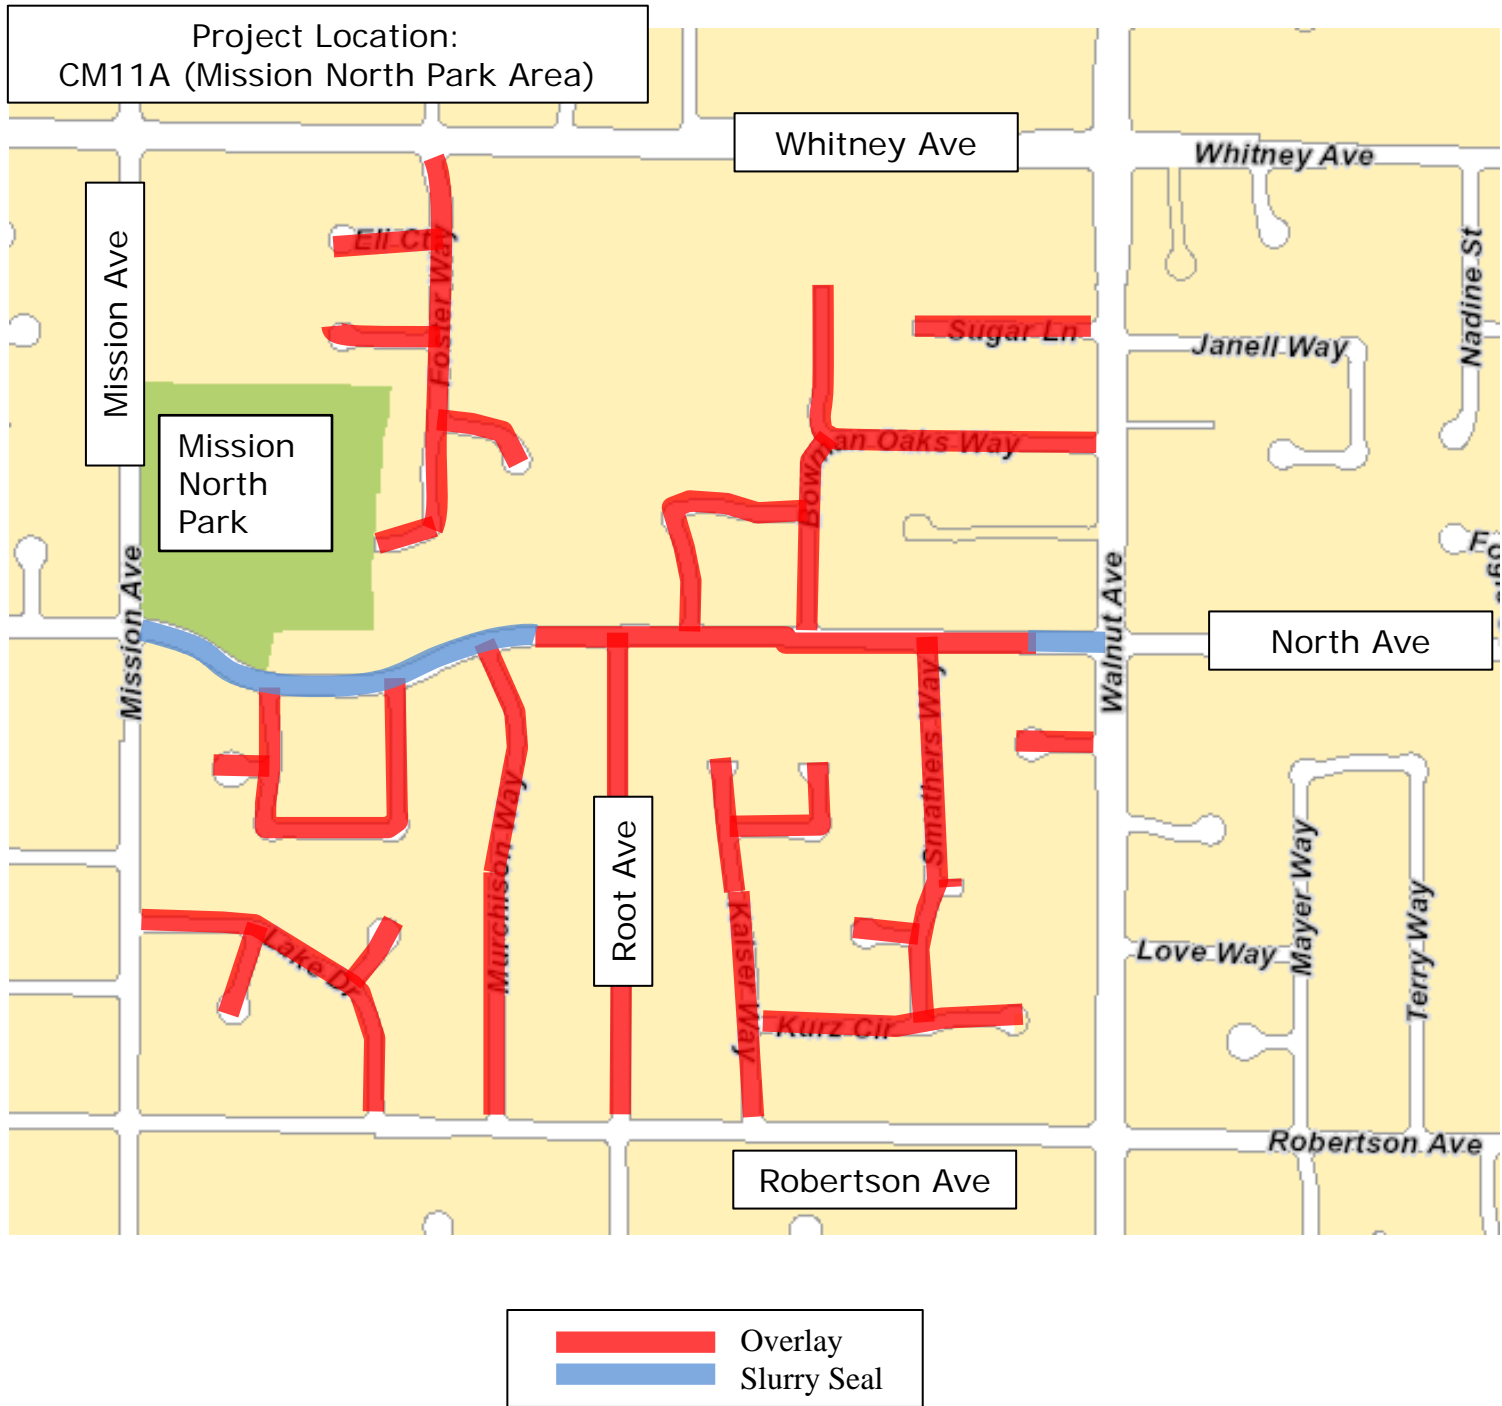 Project Location:
CM11A (Mission North Park Area)
Whitney Ave
Whitney Ave
Mission Ave
Eli Ct
Foster Way
Nadine St
Sugar Ln
Janell Way
Mission
North
Park
Bowman Oaks Way
Mission Ave
Walnut Ave
North Ave
Smathers Way
Murchison Way
Root Ave
Kaiser Way
Mayer Way
Terry Way
Lake Dr
Love Way
Kurz Cir
Robertson Ave
Robertson Ave
Overlay
Slurry Seal